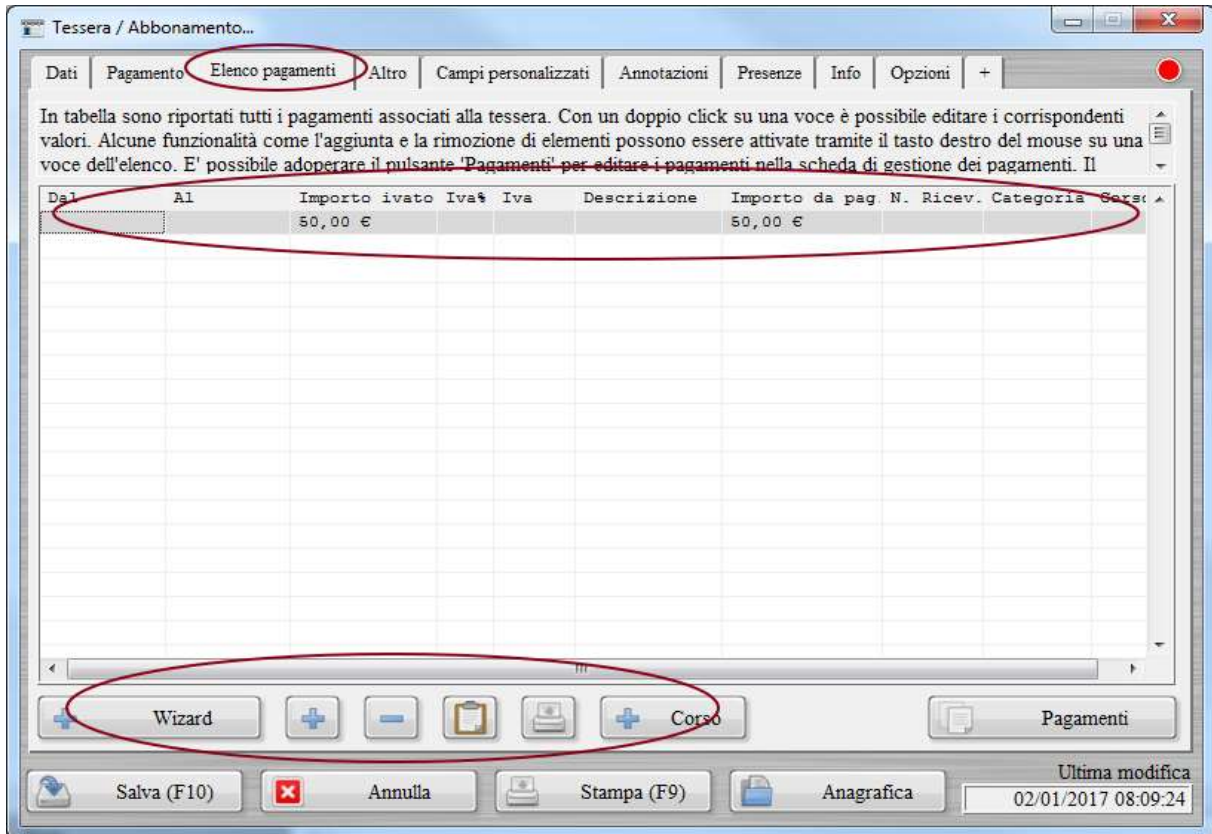 Tessera / Abbonamento...
Dati Pagamento Elenco pagamenti Altro Campi personalizzati Annotazioni Presenze Info Opzioni +
In tabella sono riportati tutti i pagamenti associati alla tessera. Con un doppio click su una voce è possibile editare i corrispondenti
valori. Alcune funzionalità come l'aggiunta e la rimozione di elementi possono essere attivate tramite il tasto destro del mouse su una
voce dell'elenco. E' possibile adoperare il pulsante 'Pagamenti' per editare i pagamenti nella scheda di gestione dei pagamenti. Il
Dal Al Importo ivato Iva% Iva Descrizione Importo da pag. N. Ricev. Categoria Corso
50,00 € 50,00 €
Wizard Corso Pagamenti
Ultima modifica
Salva (F10) Annulla Stampa (F9) Anagrafica 02/01/2017 08:09:24